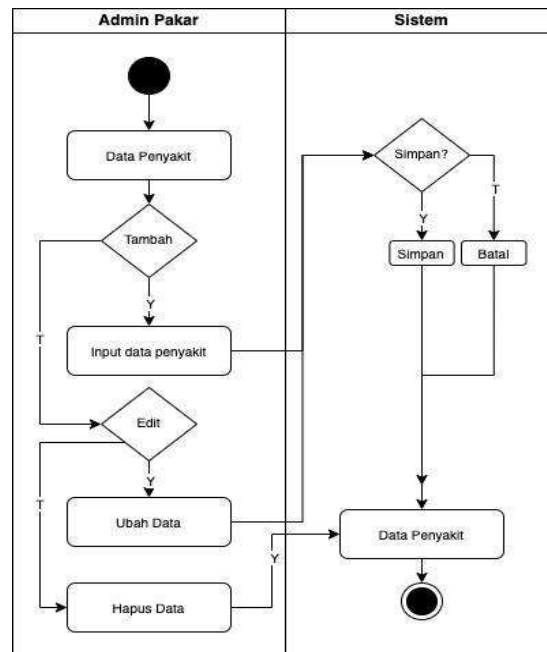 Admin Pakar
Sistem
Data Penyakit
Simpan?
Tambah
Y
T
Simpan
Batal
Y
T
Input data penyakit
Edit
Y
T
Ubah Data
Data Penyakit
Y
Hapus Data